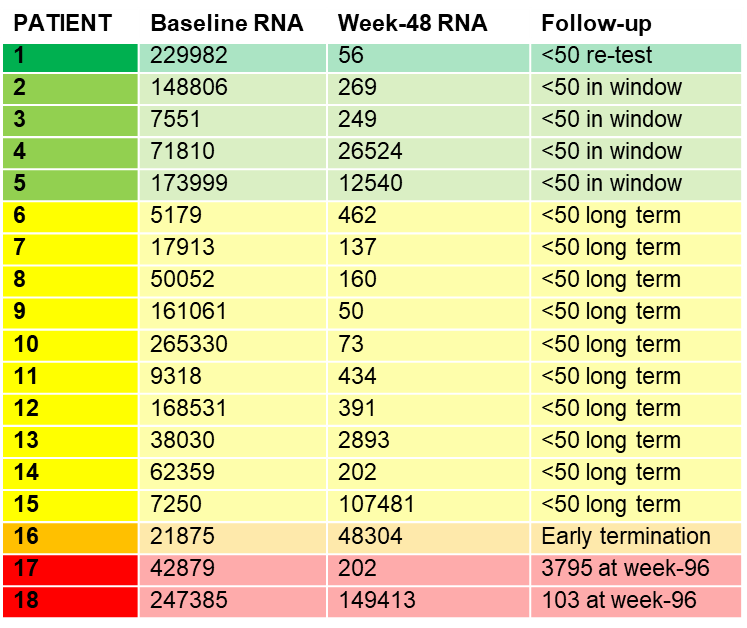 PATIENT Baseline RNA Week-48 RNA Follow-up
1 229982 56 <50 re-test
2 148806 269 <50 in window
3 7551 249 <50 in window
4 71810 26524 <50 in window
5 173999 12540 <50 in window
6 5179 462 <50 long term
7 17913 137 <50 long term
8 50052 160 <50 long term
9 161061 50 <50 long term
10 265330 73 <50 long term
11 9318 434 <50 long term
12 168531 391 <50 long term
13 38030 2893 <50 long term
14 62359 202 <50 long term
15 7250 107481 <50 long term
16 21875 48304 Early termination
17 42879 202 3795 at week-96
18 247385 149413 103 at week-96